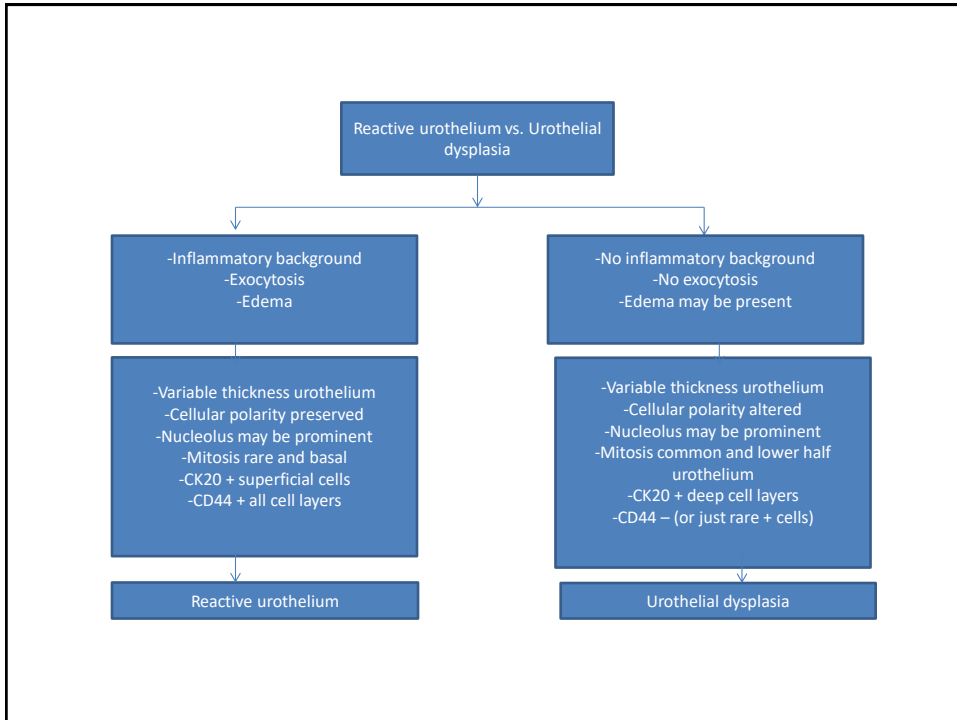 Reactive urothelium vs. Urothelial
dysplasia
-Inflammatory background
-Exocytosis
-Edema
-No inflammatory background
-No exocytosis
-Edema may be present
-Variable thickness urothelium
-Cellular polarity preserved
-Nucleolus may be prominent
-Mitosis rare and basal
-CK20 + superficial cells
-CD44 + all cell layers
-Variable thickness urothelium
-Cellular polarity altered
-Nucleolus may be prominent
-Mitosis common and lower half
urothelium
-CK20 + deep cell layers
-CD44 – (or just rare + cells)
Reactive urothelium
Urothelial dysplasia